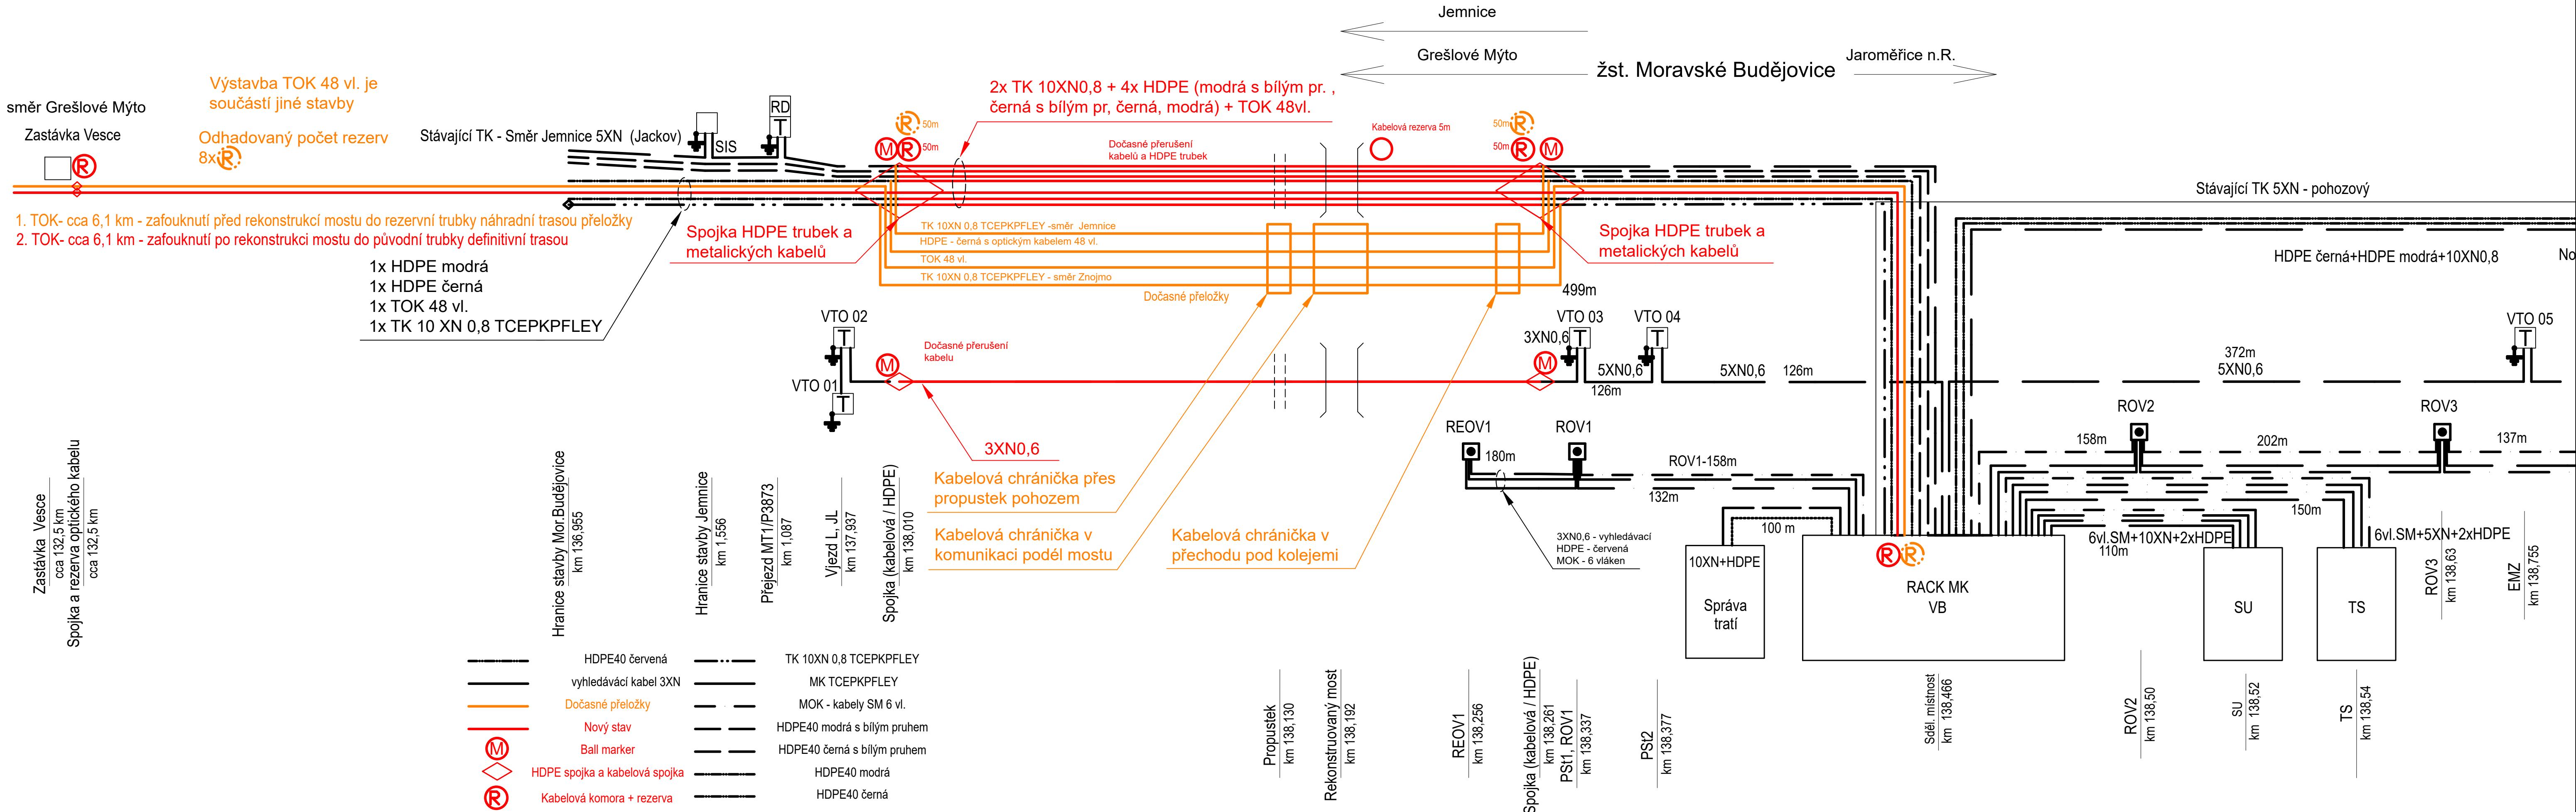 Jemnice
Grešlové Mýto
žst. Moravské Budějovice
Jaroměřice n.R.
směr Grešlové Mýto
Zastávka Vesce
R
Výstavba TOK 48 vl. je
součástí jiné stavby
Odhadovaný počet rezerv
8x R
Stávající TK - Směr Jemnice 5XN (Jackov)
SIS
RD
T
R 50m
M R 50m
2x TK 10XN0,8 + 4x HDPE (modrá s bílým pr. ,
černá s bílým pr, černá, modrá) + TOK 48vl.
Dočasné přerušení
kabelů a HDPE trubek
Kabelová rezerva 5m
50m R
50m R M
Stávající TK 5XN - pohozový
1. TOK- cca 6,1 km - zafouknutí před rekonstrukcí mostu do rezervní trubky náhradní trasou přeložky
2. TOK- cca 6,1 km - zafouknutí po rekonstrukci mostu do původní trubky definitivní trasou
1x HDPE modrá
1x HDPE černá
1x TOK 48 vl.
1x TK 10 XN 0,8 TCEPKPFLEY
Spojka HDPE trubek a
metalických kabelů
TK 10XN 0,8 TCEPKPFLEY -směr Jemnice
HDPE - černá s optickým kabelem 48 vl.
TOK 48 vl.
TK 10XN 0,8 TCEPKPFLEY - směr Znojmo
Dočasné přeložky
Spojka HDPE trubek a
metalických kabelů
HDPE černá+HDPE modrá+10XN0,8
No
499m
VTO 02
T
VTO 01
T
M
Dočasné přerušení
kabelu
3XN0,6
M
3XN0,6
VTO 03
T
5XN0,6
126m
VTO 04
T
5XN0,6 126m
372m
5XN0,6
VTO 05
T
Kabelová chránička přes
propustek pohozem
Kabelová chránička v
komunikaci podél mostu
Kabelová chránička v
přechodu pod kolejemi
REOV1
180m
ROV1
ROV1-158m
132m
3XN0,6 - vyhledávací
HDPE - červená
MOK - 6 vláken
100 m
10XN+HDPE
Správa
tratí
R R
RACK MK
VB
158m
ROV2
202m
ROV3
137m
150m
6vl.SM+10XN+2xHDPE
110m
6vl.SM+5XN+2xHDPE
SU
TS
Zastávka Vesce
cca 132,5 km
Spojka a rezerva optického kabelu
cca 132,5 km
Hranice stavby Mor.Budějovice
km 136,955
Hranice stavby Jemnice
km 1,556
Přejezd MT1/P3873
km 1,087
Vjezd L, JL
km 137,937
Spojka (kabelová / HDPE)
km 138,010
Propustek
km 138,130
Rekonstruovaný most
km 138,192
REOV1
km 138,256
Spojka (kabelová / HDPE)
km 138,261
PSt1, ROV1
km 138,337
PSt2
km 138,377
Sděl. místnost
km 138,466
ROV2
km 138,50
SU
km 138,52
TS
km 138,54
ROV3
km 138,63
EMZ
km 138,755
HDPE40 červená
vyhledávácí kabel 3XN
Dočasné přeložky
Nový stav
M Ball marker
HDPE spojka a kabelová spojka
R Kabelová komora + rezerva
TK 10XN 0,8 TCEPKPFLEY
MK TCEPKPFLEY
MOK - kabely SM 6 vl.
HDPE40 modrá s bílým pruhem
HDPE40 černá s bílým pruhem
HDPE40 modrá
HDPE40 černá